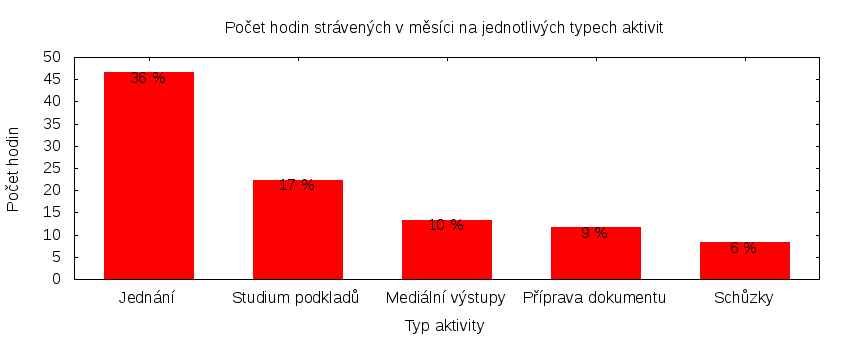 Počet hodin strávených v měsíci na jednotlivých typech aktivit
Počet hodin
50
45
40
35
30
25
20
15
10
5
0
36 %
17 %
10 %
9 %
6 %
Jednání
Studium podkladů
Mediální výstupy
Příprava dokumentu
Schůzky
Typ aktivity